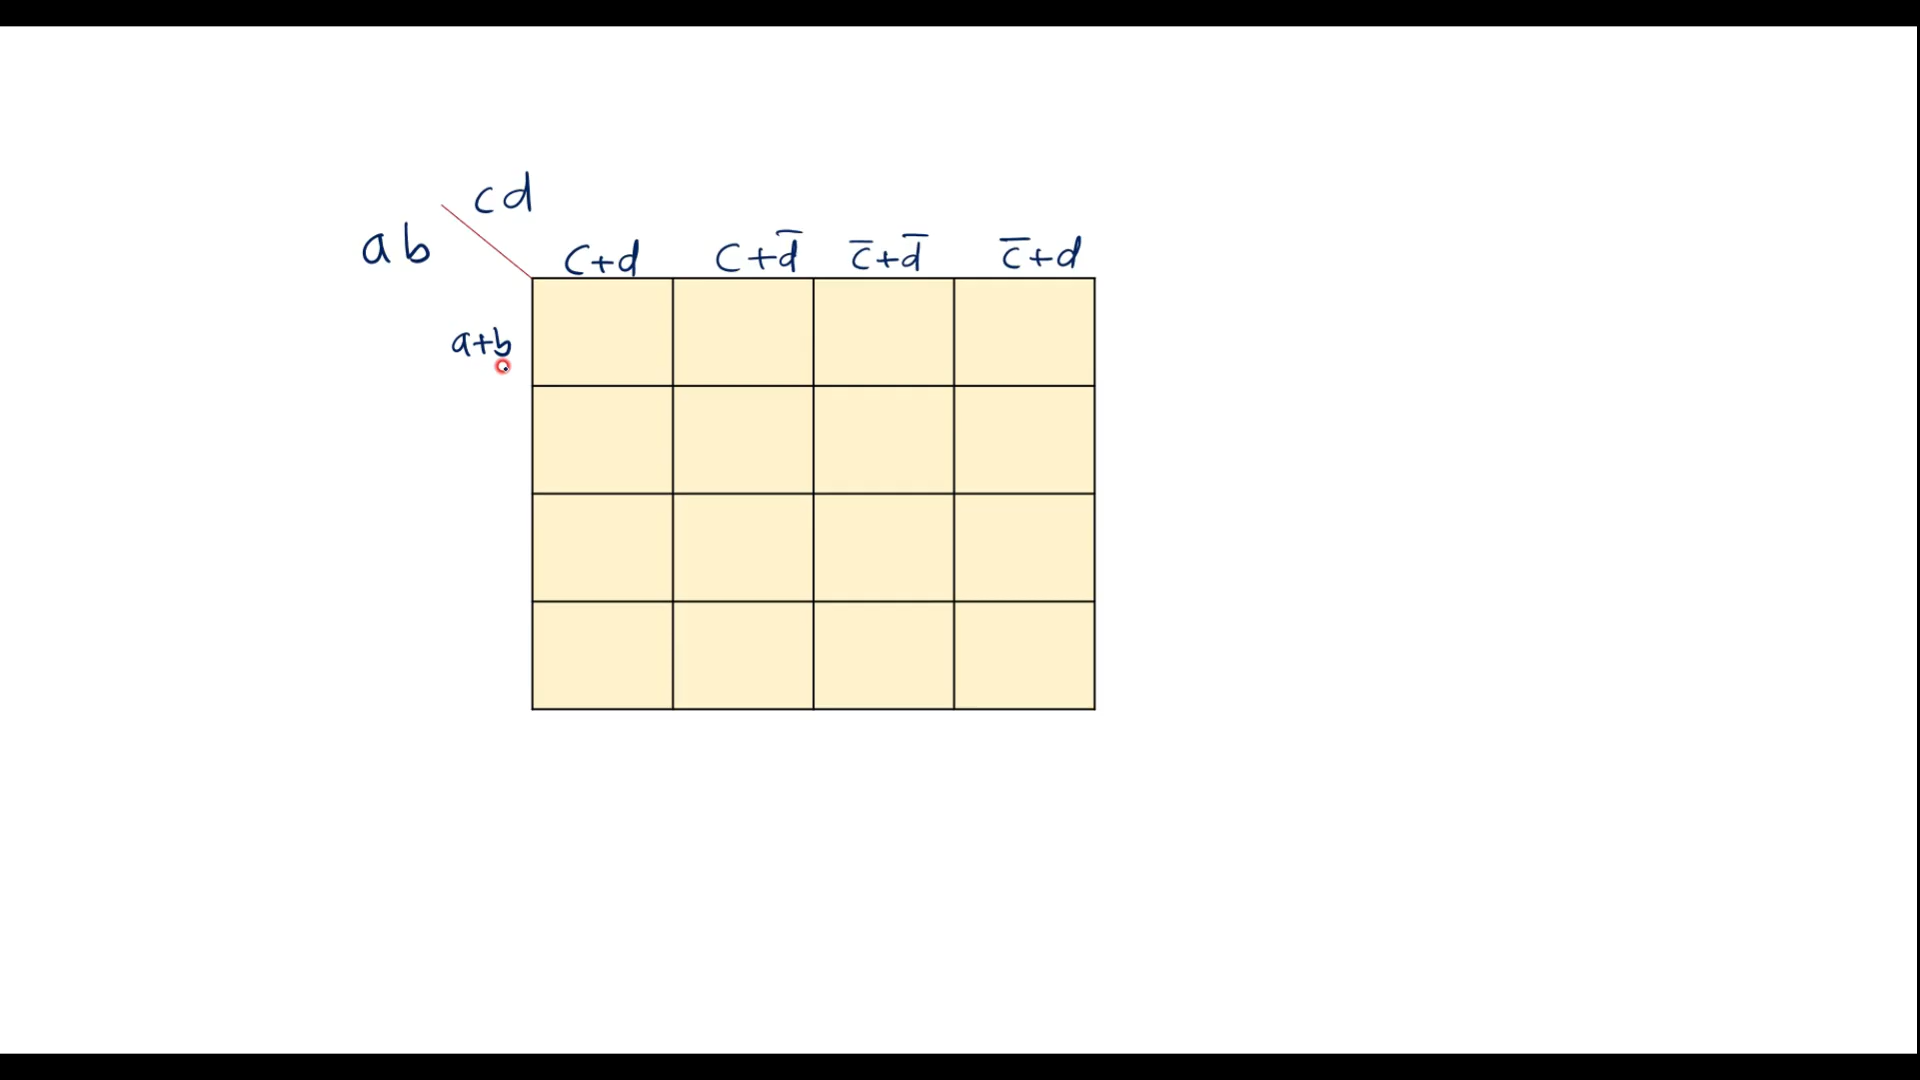 cd
ab
c+d c+d̅ c̅+d̅ c̅+d
a+b